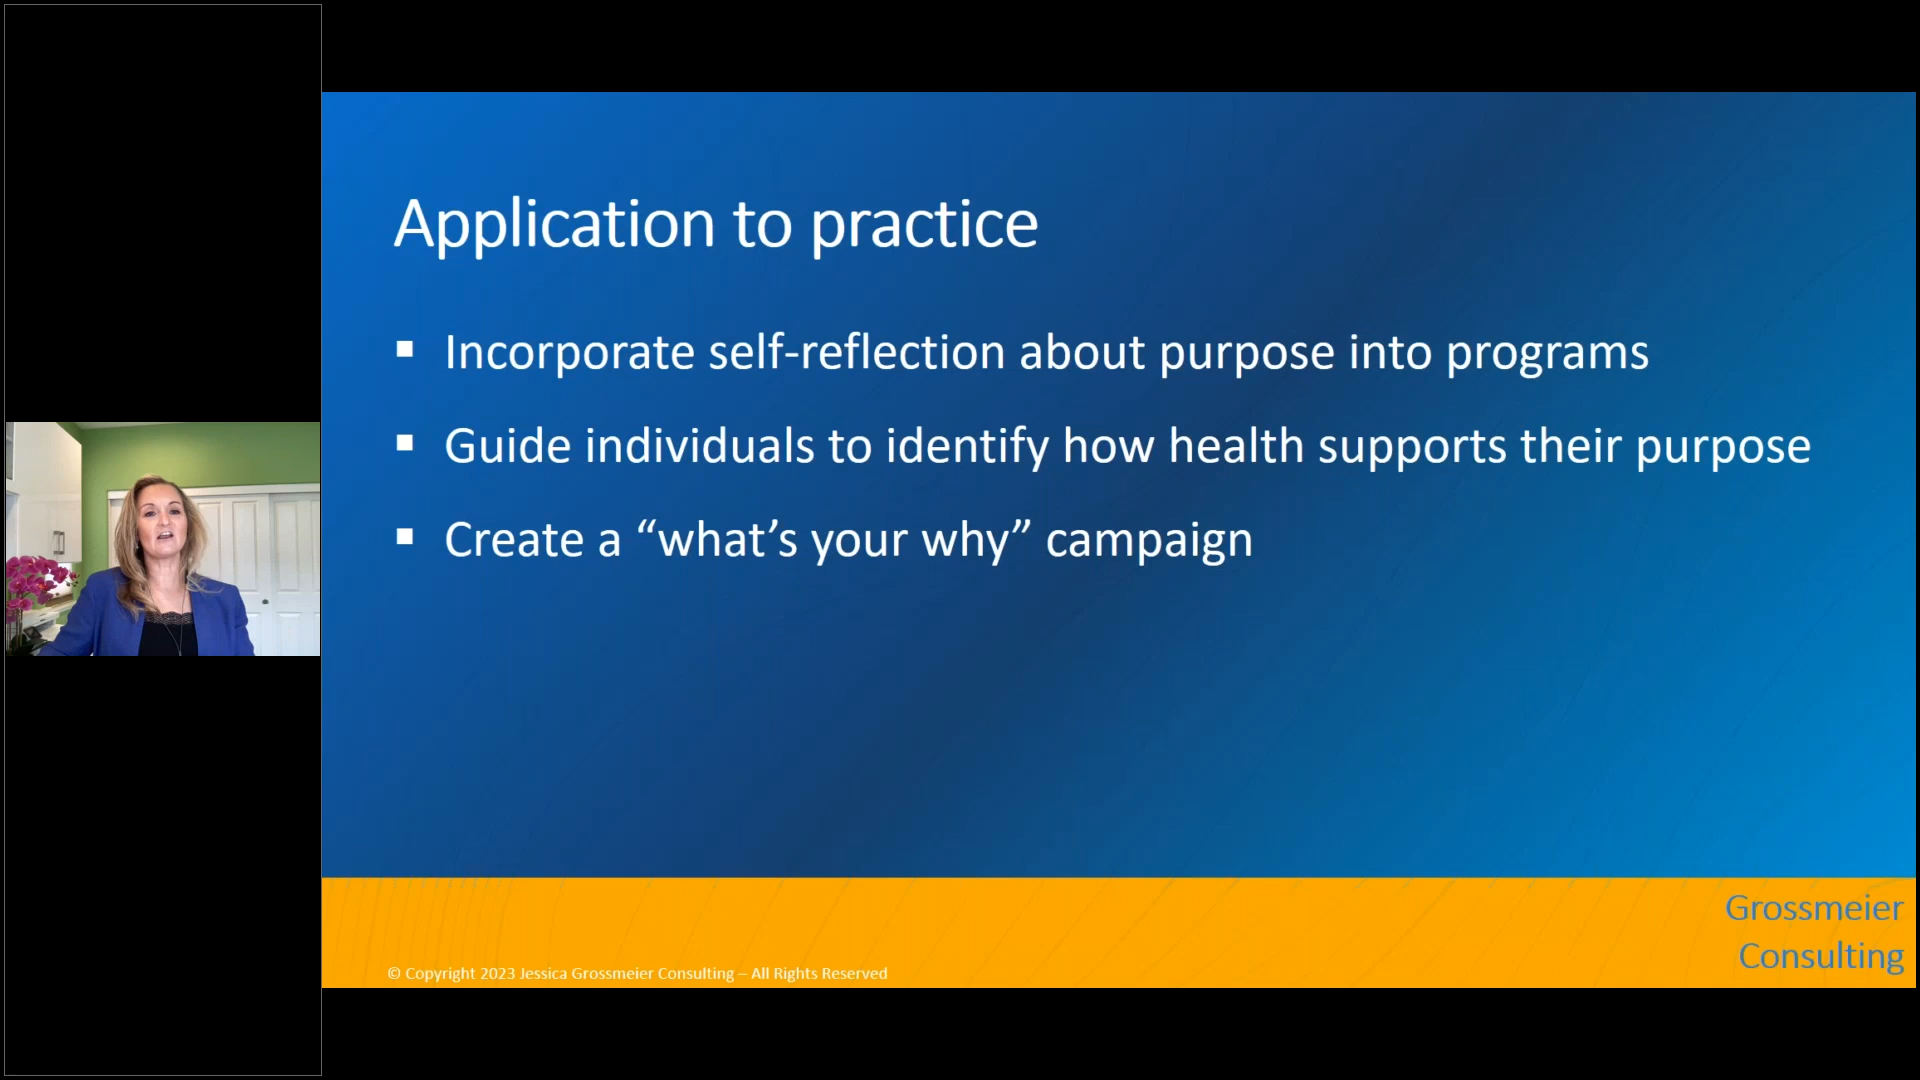 Application to practice
▪ Incorporate self-reflection about purpose into programs
▪ Guide individuals to identify how health supports their purpose
▪ Create a “what’s your why” campaign
Grossmeier
Consulting
© Copyright 2023 Jessica Grossmeier Consulting – All Rights Reserved